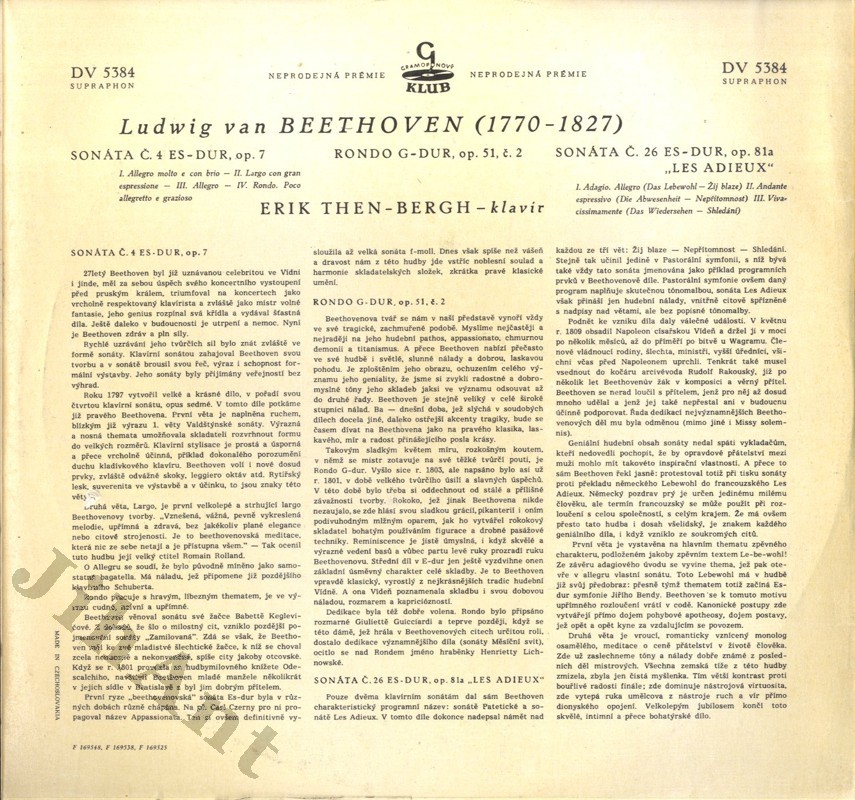 DV 5384
SUPRAPHON
NEPRODEJNÁ PRÉMIE
G
GRAMOFONOVÝ
KLUB
NEPRODEJNÁ PRÉMIE
DV 5384
SUPRAPHON
Ludwig van BEETHOVEN (1770-1827)
SONÁTA Č. 4 ES-DUR, op. 7
I. Allegro molto e con brio — II. Largo con gran
espressione — III. Allegro — IV. Rondo. Poco
allegretto e grazioso
RONDO G-DUR, op. 51, č. 2
SONÁTA Č. 26 ES-DUR, op. 81a
„LES ADIEUX“
I. Adagio. Allegro (Das Lebewohl — Žij blaze) II. Andante
espressivo (Die Abwesenheit — Nepřítomnost) III. Viva-
cissimamente (Das Wiedersehen — Shledání)
ERIK THEN-BERGH – klavír
SONÁTA Č. 4 ES-DUR, op. 7
27letý Beethoven byl již uznávanou celebritou ve Vídni
i jinde, měl za sebou úspěch svého koncertního vystoupení
před pruským králem, triumfoval na koncertech jako
vrcholně respektovaný klavírista a zvláště jako mistr volné
fantasie, jeho genius rozpínal svá křídla a vydával šťastná
díla. Ještě daleko v budoucnosti je utrpení a nemoc. Nyní
je Beethoven zdráv a pln síly.
Rychlé uzrávání jeho tvůrčích sil bylo znát zvláště ve
formě sonáty. Klavírní sonátou zahajoval Beethoven svou
tvorbu a v sonátě brousil svou řeč, výraz i schopnost for-
mální výstavby. Jeho sonáty byly přijímány veřejností bez
výhrad.
Roku 1797 vytvořil velké a krásné dílo, v pořadí svou
čtvrtou klavírní sonátu, opus sedmé. V tomto díle potkáme
již pravého Beethovena. První věta je naplněna ruchem,
blízkým již výrazu 1. věty Valdštýnské sonáty. Výrazná
a nosná themata umožňovala skladateli rozvrhnout formu
do velkých rozměrů. Klavírní stylisace je prostá a úsporná
a přece vrcholně účinná, příklad dokonalého porozumění
duchu kladívkového klavíru. Beethoven volí i nové dosud
prvky, zvláště odvážné skoky, leggiero oktáv atd. Rytířský
lesk, suverenita ve výstavbě a v účinku, to jsou znaky této
věty.
Druhá věta, Largo, je první velkolepě a strhující largo
Beethovenovy tvorby. „Vznešená, vážná, pevně vykreslená
melodie, upřímná a zdravá, bez jakékoliv plané elegance
nebo citové strojenosti. Je to beethovenovská meditace,
která nic ze sebe netají a je přístupna všem.“ — Tak ocenil
tuto hudbu její velký ctitel Romain Rolland.
O Allegru se soudí, že bylo původně míněno jako samo-
statná bagatella. Má náladu, jež připomene již pozdějšího
klavírního Schuberta.
Rondo pracuje s hravým, líbezným thematem, je ve vý-
razu cudné, něžné a upřímné.
Beethoven věnoval sonátu své žačce Babettě Keglevi-
čové. Z důvodů, že šlo o milostný cit, vzniklo pozdější po-
jmenování sonáty „Zamilovaná“. Zdá se však, že Beetho-
ven měl ke své mladistvé šlechtické žačce, k níž se choval
zcela nenuceně a nekonvenčně, spíše city jakoby otcovské.
Když se r. 1801 provdala za hudbymilovného knížete Ode-
scalchiho, navštívil Beethoven mladé manžele několikrát
v jejich sídle v Bratislavě a byl jim dobrým přítelem.
První ryze „beethovenovská“ sonáta Es-dur byla v růz-
ných dobách různě chápána. Na př. Carl Czerny pro ni pro-
pagoval název Appassionata. Ten si ovšem definitivně vy-
sloužila až velká sonáta f-moll. Dnes však spíše než vášeň
a dravost nám z této hudby jde vstříc noblesní soulad a
harmonie skladatelských složek, zkrátka pravé klasické
umění.
RONDO G-DUR, op. 51, č. 2
Beethovenova tvář se nám v naší představě vynoří vždy
ve své tragické, zachmuřené podobě. Myslíme nejčastěji a
nejraději na jeho hudební pathos, appassionato, chmurnou
demonii a titanismus. A přece Beethoven nabízí přečasto
ve své hudbě i světlé, slunné nálady a dobrou, laskavou
pohodu. Je zploštěním jeho obrazu, ochuzením celého vý-
znamu jeho geniality, že jsme si zvykli radostné a dobro-
myslné tóny jeho skladeb jaksi ve významu odsouvat až
do druhé řady. Beethoven je stejně veliký v celé široké
stupnici nálad. Ba — dnešní doba, jež slýchá v soudobých
dílech docela jiné, daleko ostřejší akcenty tragiky, bude se
časem dívat na Beethovena jako na pravého klasika, las-
kavého, mír a radost přinášejícího posla krásy.
Takovým sladkým světem míru, rozkošným koutem,
v němž se mistr zotavuje na své těžké tvůrčí pouti, je
Rondo G-dur. Vyšlo sice r. 1803, ale napsáno bylo asi už
r. 1801, v době velkého tvůrčího úsilí a slavných úspěchů.
V této době bylo třeba si oddechnout od stálé a přílišné
závažnosti tvorby. Rokoko, jež jinak Beethovena nikde
nezaujalo, se zde hlásí svou sladkou grácií, pikanterií i oním
podivuhodným mlžným oparem, jak ho vytvářel rokokový
skladatel bohatým používáním figurace a drobné pasážové
techniky. Reminiscence je jistě úmyslná, i když skvělé a
výrazné vedení basů a vůbec partu levé ruky prozradí ruku
Beethovenovu. Střední díl v E-dur jen ještě vyzdvihne onen
základní úsměvný charakter celé skladby. Je to Beethoven
vpravdě klasický, vyrostlý z nejkrásnějších tradic hudební
Vídně. A ona Vídeň poznamenala skladbu i svou dobovou
náladou, rozmarem a kapricióznostní.
Dedikace byla též dobře volena. Rondo bylo připsáno
rozmarné Giuliettě Guicciardi a teprve později, když se
této dámě, jež hrála v Beethovenových citech určitou roli,
dostalo dedikace významnějšího díla (sonáty Měsíční svit),
ocitlo se nad Rondem jméno hraběnky Henrietty Lich-
nowské.
SONÁTA Č. 26 ES-DUR, op. 81a „LES ADIEUX“
Pouze dvěma klavírním sonátám dal sám Beethoven
charakteristický programní název: sonátě Patetické a so-
nátě Les Adieux. V tomto díle dokonce nadepsal námět nad
každou ze tří vět: Žij blaze — Nepřítomnost — Shledání.
Stejně tak učinil jedině v Pastorální symfonii, s níž bývá
také vždy tato sonáta jmenována jako příklad programních
prvků v Beethovenově díle. Pastorální symfonie ovšem daný
program naplňuje skutečnou tónomalbou, sonáta Les Adieux
však přináší jen hudební nálady, vnitřně citově spřízněné
s nadpisy nad větami, ale bez popisné tónomalby.
Podnět ke vzniku díla daly válečné události. V květnu
r. 1809 obsadil Napoleon císařskou Vídeň a držel ji v moci
po několik měsíců, až do příměří po bitvě u Wagramu. Čle-
nové vládnoucí rodiny, šlechta, ministři, vyšší úředníci, vši-
chni včas před Napoleonem uprchli. Tenkrát také musel
vsednout do kočáru arcivévoda Rudolf Rakouský, již po
několik let Beethovenův žák v komposici a věrný přítel.
Beethoven se nerad loučil s přítelem, jenž pro něj až dosud
mnoho udělal a jenž jej také nepřestal ani v budoucnu
účinně podporovat. Řada dedikací nejvýznamnějších Beetho-
venových děl mu byla odměnou (mimo jiné i Missy solem-
nis).
Geniální hudební obsah sonáty nedal spáti vykladačům,
kteří nedovedli pochopit, že by opravdové přátelství mezi
muži mohlo mít takovéto inspirační vlastnosti. A přece to
sám Beethoven řekl jasně: protestoval totiž při tisku sonáty
proti překladu německého Lebewohl do francouzského Les
Adieux. Německý pozdrav prý je určen jedinému milému
člověku, ale termín francouzský se může použít při roz-
loučení s celou společností, s celým krajem. Že má ovšem
přesto tato hudba i dosah všelidský, je znakem každého
geniálního díla, i když vzniklo ze soukromých citů.
První věta je vystavěna na hlavním thematu zpěvného
charakteru, podloženém jakoby zpěvním textem Le-be-wohl!
Ze závěru adagiového úvodu se vyvine thema, jež pak ote-
vře v allegru vlastní sonátu. Toto Lebewohl má v hudbě
již svůj předobraz: přesně týmž thematem totiž začíná Es-
dur symfonie Jiřího Bendy. Beethoven se k tomuto motivu
upřímného rozloučení vrátí v codě. Kanonické postupy zde
vytvářejí přímo dojem pohybové apotheosy, dojem postavy,
jež opět a opět kyne za vzdalujícím se povozem.
Druhá věta je vroucí, romanticky vznícený monolog
osamělého, meditace o ceně přátelství v životě člověka.
Zde už zaslechneme tóny a nálady dobře známé z posled-
ních děl mistrových. Všechna zemská tíže z této hudby
zmizela, zbyla jen čistá myšlenka. Tím větší kontrast proti
bouřlivé radosti finále; zde dominuje nástrojová virtuosita,
zde vytepá ruka umělcova z nástroje ruch a vír přímo
dionýského opojení. Velkolepým jubilosem končí toto
skvělé, intimní a přece bohatýrské dílo.
MADE IN CZECHOSLOVAKIA
F 169548, F 169538, F 169525